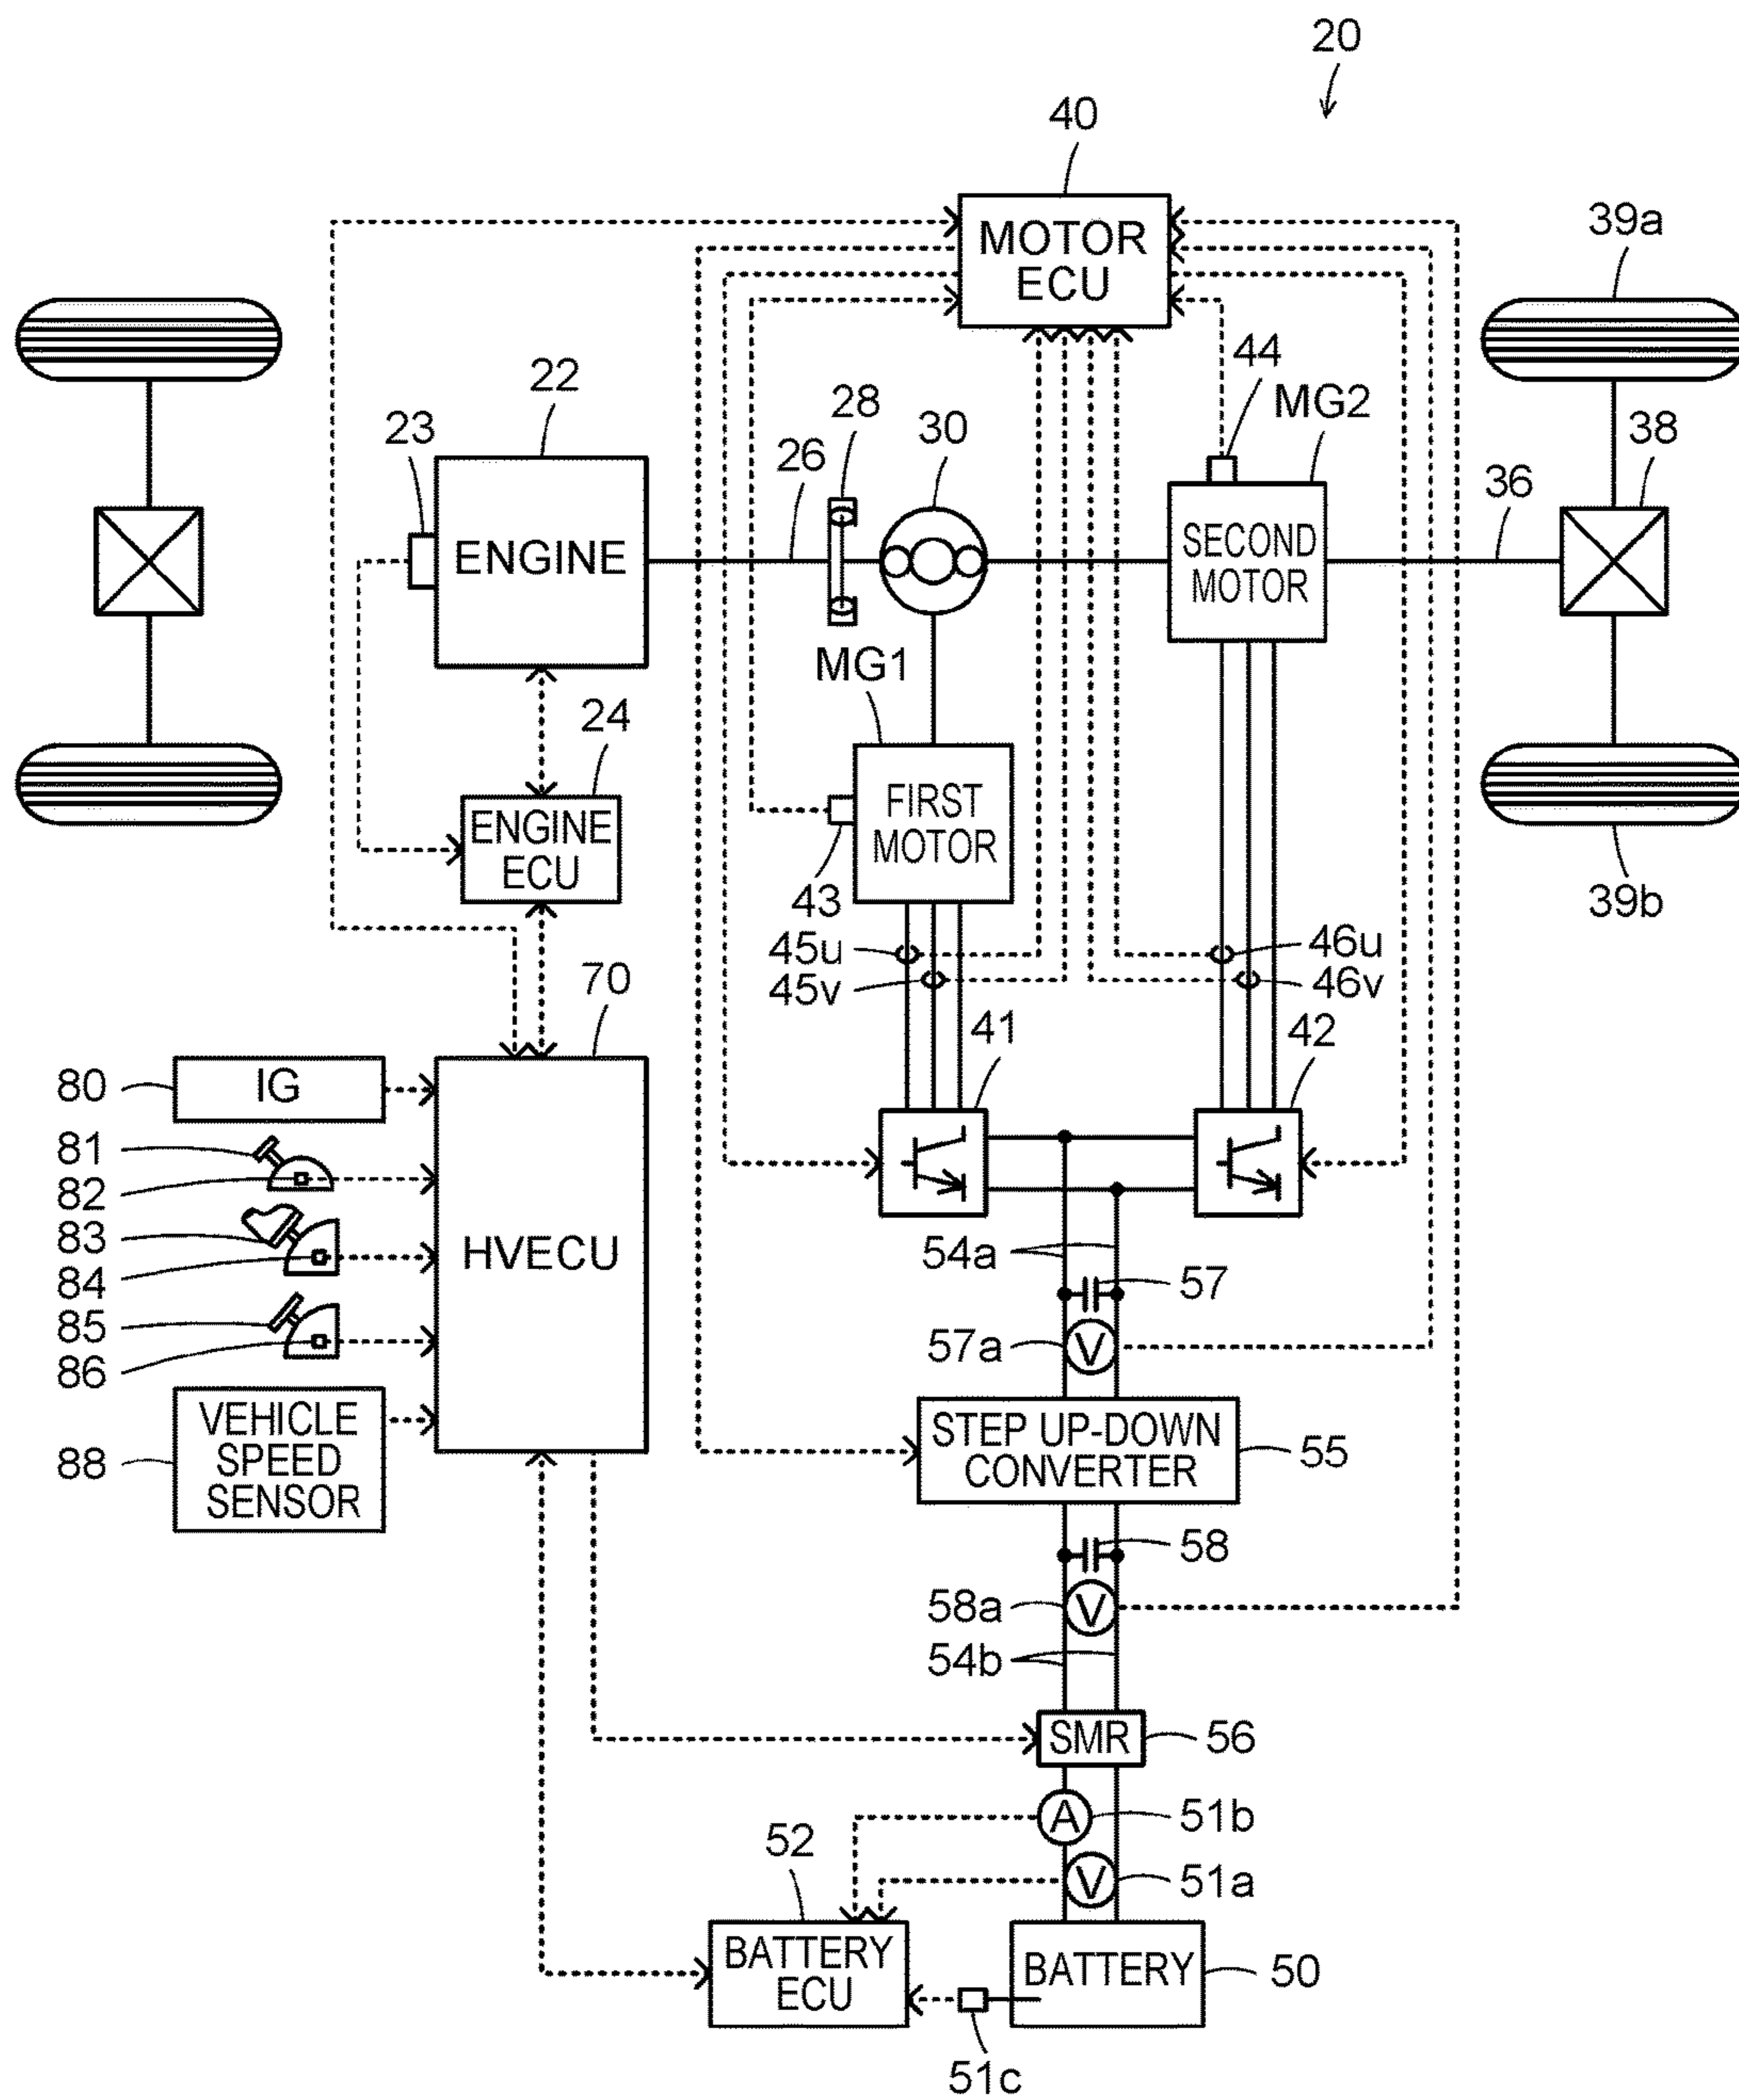 20
40
MOTOR
ECU
39a
22
23
28
30
44
MG2
26
38
36
ENGINE
SECOND
MOTOR
MG1
24
FIRST
MOTOR
ENGINE
ECU
43
39b
45u
46u
45v
46v
70
41
42
80
IG
81
82
83
84
HVECU
54a
57
85
86
57a
VEHICLE
SPEED
SENSOR
88
STEP UP-DOWN
CONVERTER
55
58
58a
54b
SMR
56
A
51b
52
V
51a
V
V
BATTERY
ECU
BATTERY
50
51c